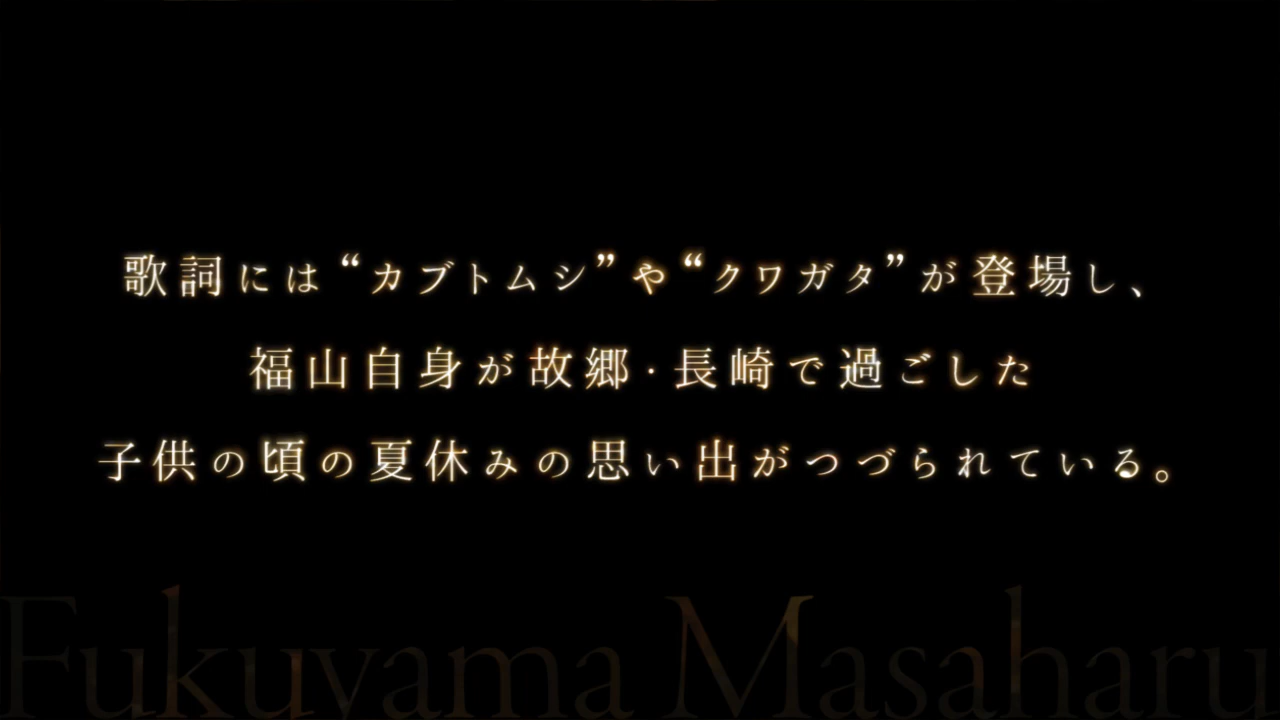 歌詞には“カブトムシ”や“クワガタ”が登場し、
福山自身が故郷・長崎で過ごした
子供の頃の夏休みの思い出がつづられている。
Fukuyama Masaharu